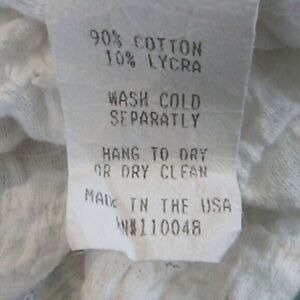 90% COTTON
10% LYCRA
WASH COLD
SEPARATLY
HANG TO DRY
OR DRY CLEAN
MADE IN THE USA
RN#110048